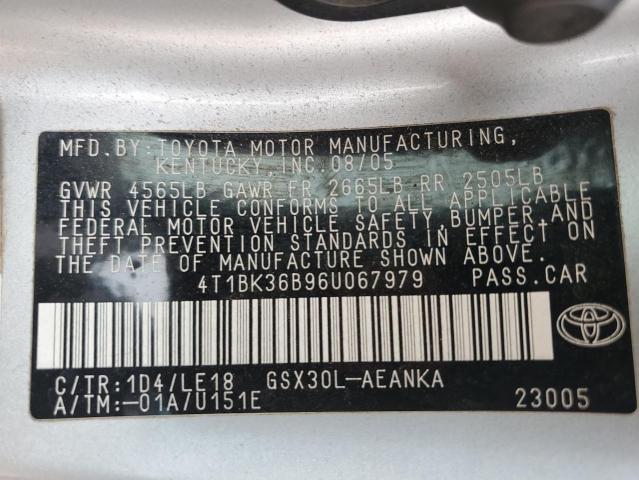 MFD. BY: TOYOTA MOTOR MANUFACTURING,
KENTUCKY, INC. 08/05
GVWR 4565LB GAWR FR 2665LB RR 2505LB
THIS VEHICLE CONFORMS TO ALL APPLICABLE
FEDERAL MOTOR VEHICLE SAFETY, BUMPER, AND
THEFT PREVENTION STANDARDS IN EFFECT ON
THE DATE OF MANUFACTURE SHOWN ABOVE.
4T1BK36B96U067979 PASS. CAR
C/TR: 1D4/LE18 GSX30L-AEANKA
A/TM:-01A/U151E 23005